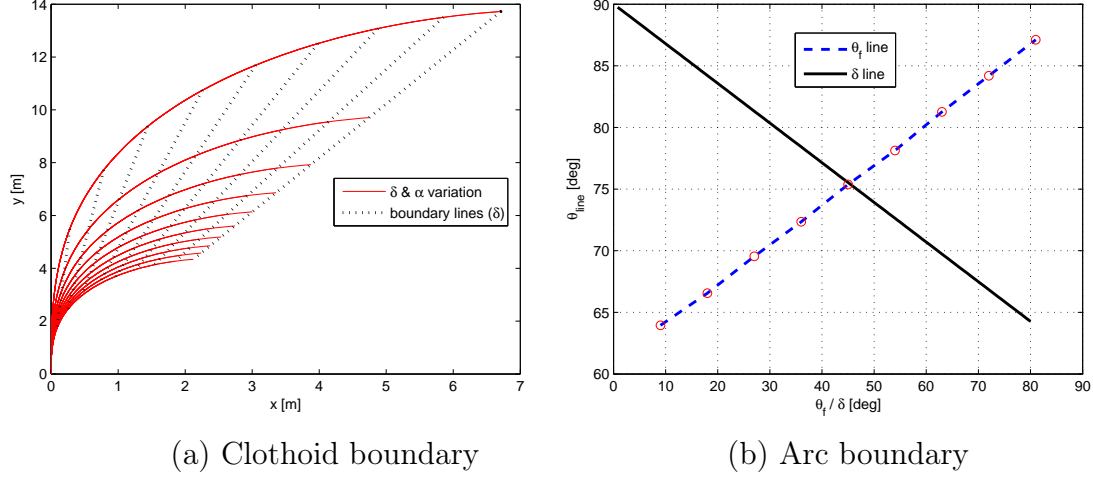 14
12
10
8
6
4
2
0
y [m]
0 1 2 3 4 5 6 7
x [m]
δ & α variation
boundary lines (δ)
(a) Clothoid boundary
90
85
80
75
70
65
60
θline [deg]
0 10 20 30 40 50 60 70 80 90
θf / δ [deg]
θf line
δ line
(b) Arc boundary